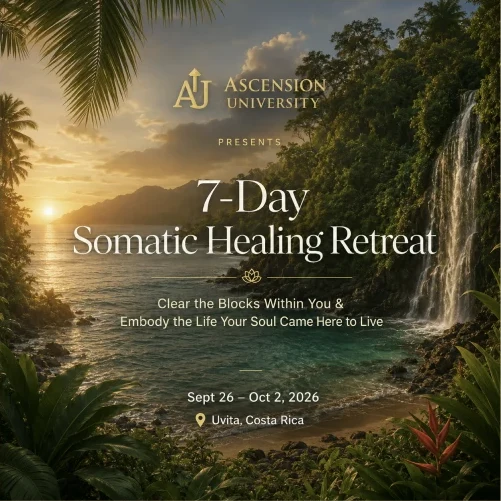 AU
ASCENSION
UNIVERSITY
PRESENTS
7-Day
Somatic Healing Retreat
Clear the Blocks Within You &
Embody the Life Your Soul Came Here to Live
Sept 26 – Oct 2, 2026
Uvita, Costa Rica